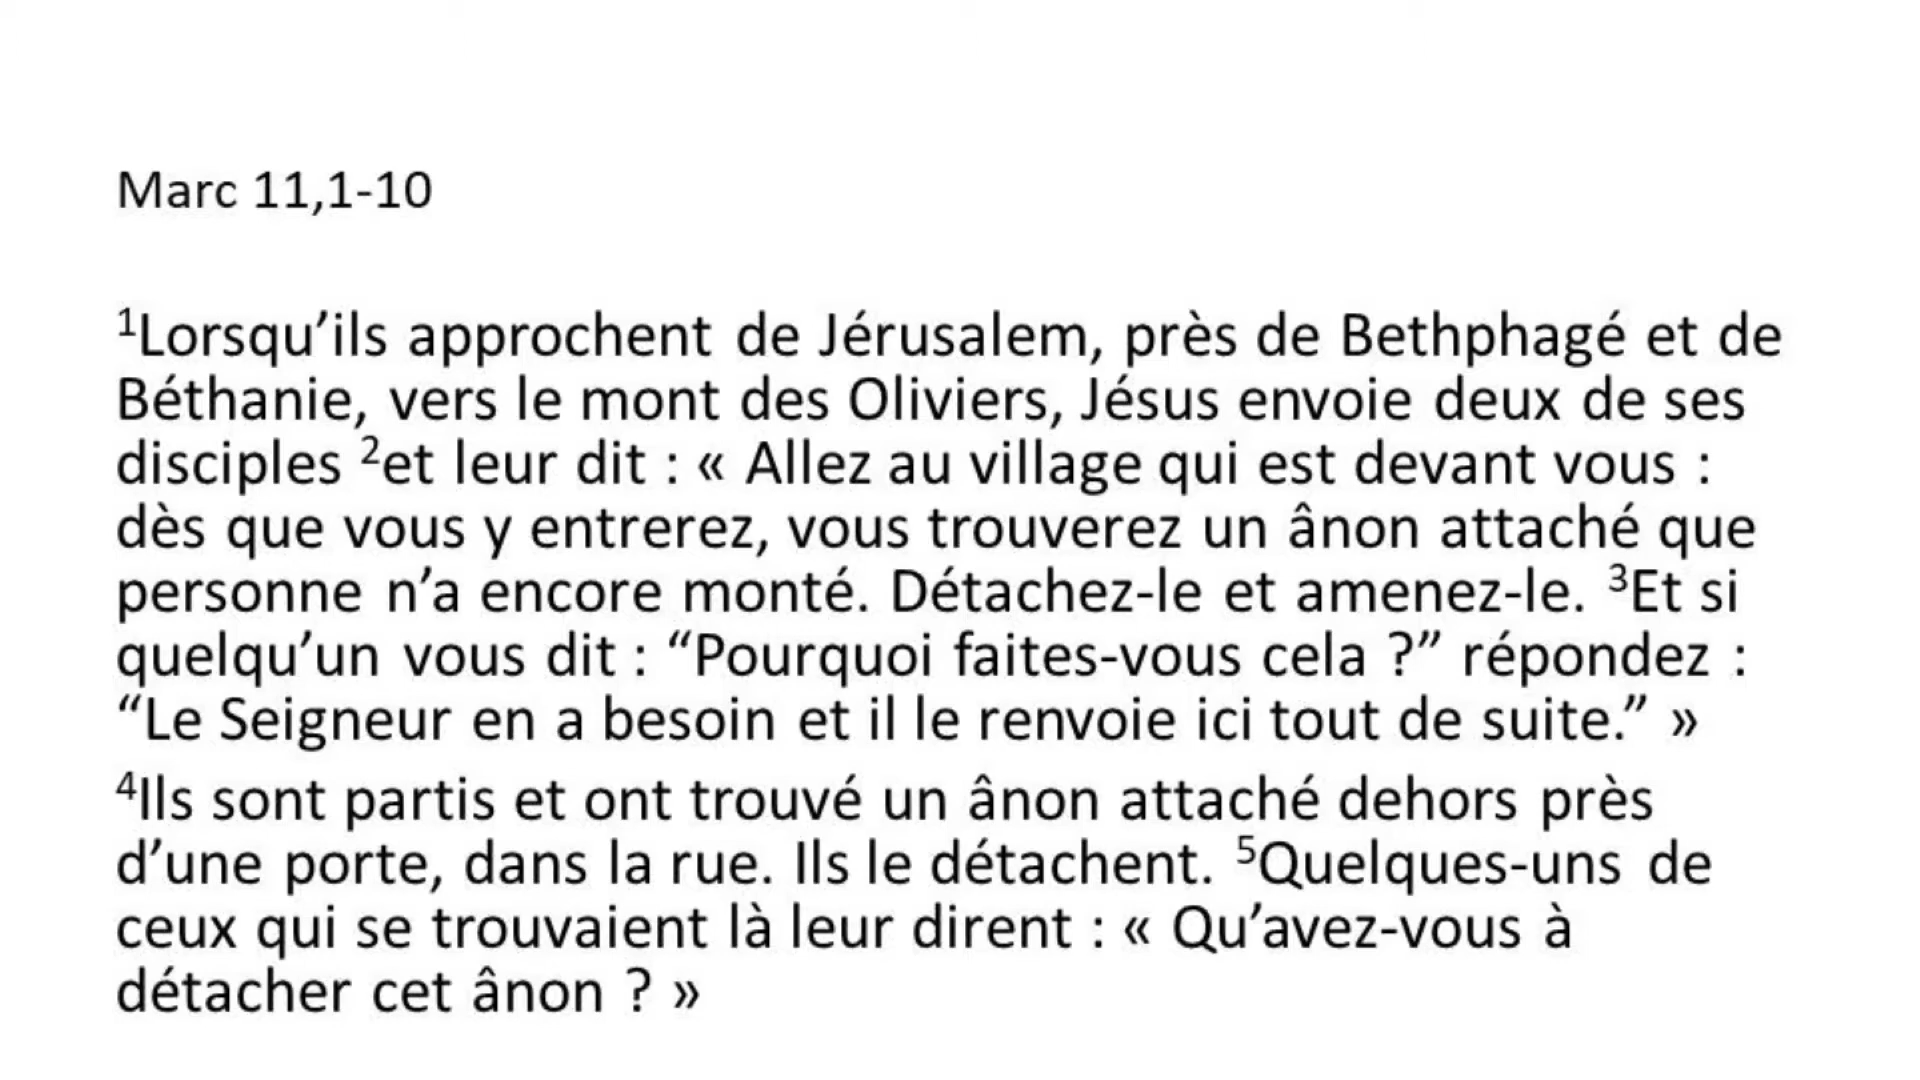 Marc 11,1-10
¹Lorsqu’ils approchent de Jérusalem, près de Bethphagé et de
Béthanie, vers le mont des Oliviers, Jésus envoie deux de ses
disciples ²et leur dit : « Allez au village qui est devant vous :
dès que vous y entrerez, vous trouverez un ânon attaché que
personne n’a encore monté. Détachez-le et amenez-le. ³Et si
quelqu’un vous dit : “Pourquoi faites-vous cela ?” répondez :
“Le Seigneur en a besoin et il le renvoie ici tout de suite.” »
⁴Ils sont partis et ont trouvé un ânon attaché dehors près
d’une porte, dans la rue. Ils le détachent. ⁵Quelques-uns de
ceux qui se trouvaient là leur dirent : « Qu’avez-vous à
détacher cet ânon ? »